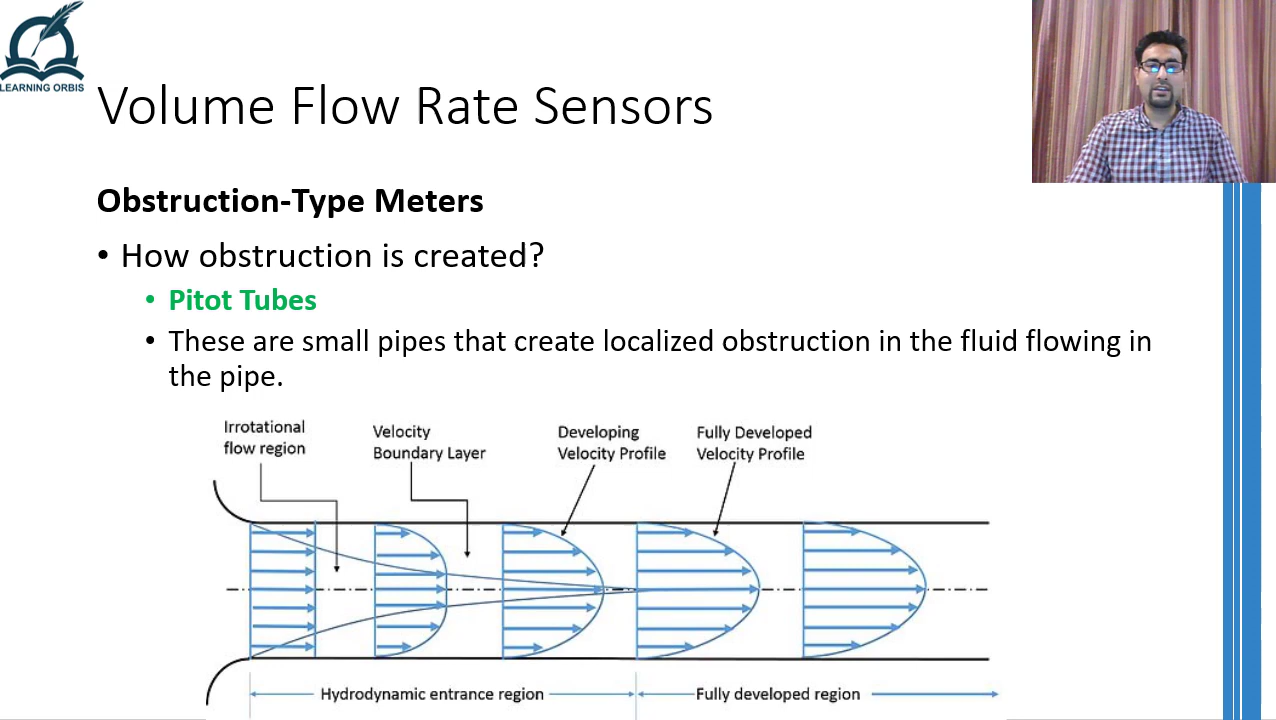 LEARNING ORBIS
Volume Flow Rate Sensors
Obstruction-Type Meters
• How obstruction is created?
• Pitot Tubes
• These are small pipes that create localized obstruction in the fluid flowing in
the pipe.
Irrotational
flow region
Velocity
Boundary Layer
Developing
Velocity Profile
Fully Developed
Velocity Profile
Hydrodynamic entrance region
Fully developed region